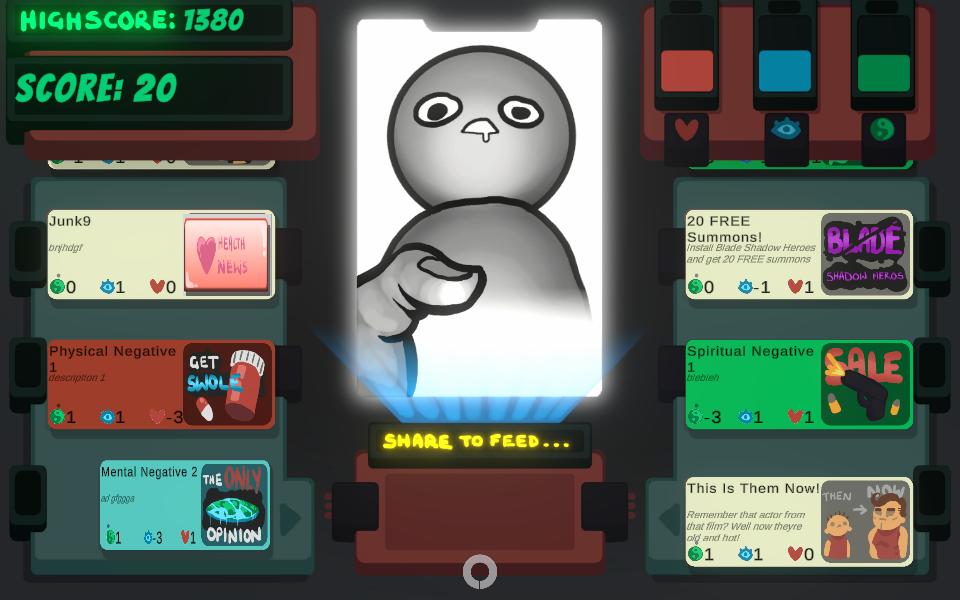 HIGHSCORE: 1380
SCORE: 20
Junk9
bnjhdgf
0 1 0
HEALTH
NEWS
Physical Negative
1
description 1
1 1 -3
GET
SWOLE
Mental Negative 2
ad gfggga
1 -3 1
THE ONLY
OPINION
SHARE TO FEED...
20 FREE
Summons!
Install Blade Shadow Heroes
and get 20 FREE summons
0 -1 1
BLADE
SHADOW HEROS
Spiritual Negative
1
blebleh
-3 1 1
SALE
This Is Them Now!
Remember that actor from
that film? Well now theyre
old and hot!
1 1 0
THEN NOW